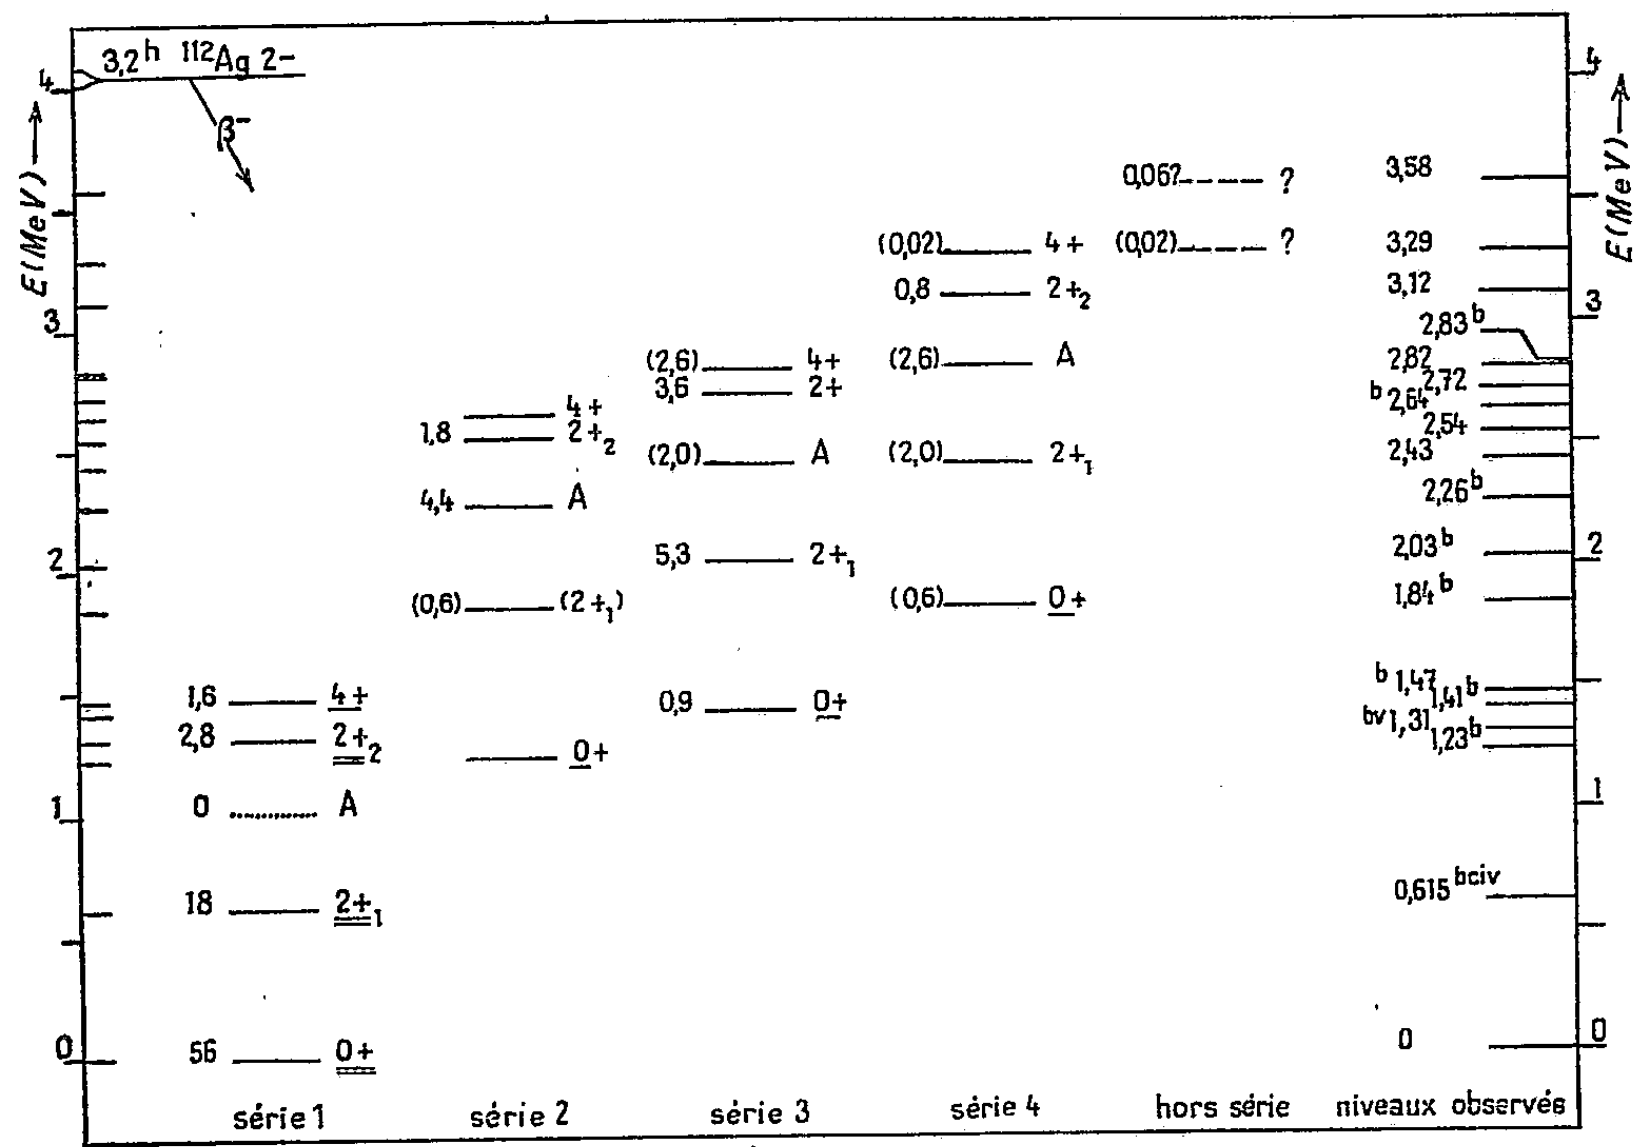 3,2h 112Ag 2-
4
4
β-
E(MeV)
E(MeV)
0,06? ?
3,58
(0,02) 4+
(0,02) ?
3,29
0,8 2+2
3,12
3
3
2,83b
(2,6) 4+
(2,6) A
2,82
3,6 2+
2,72
b 2,64
4+
1,8 2+2
2,54
(2,0) A
(2,0) 2+1
2,43
4,4 A
2,26b
2
5,3 2+1
2,03b
2
(0,6) (2+1)
(0,6) 0+
1,84b
1,6 4+
0,9 0+
b 1,47
1,41b
2,8 2+2
bv 1,31
0+
1,23b
1
0 A
1
18 2+1
0,615bciv
0
56 0+
0
0
série 1
série 2
série 3
série 4
hors série
niveaux observés